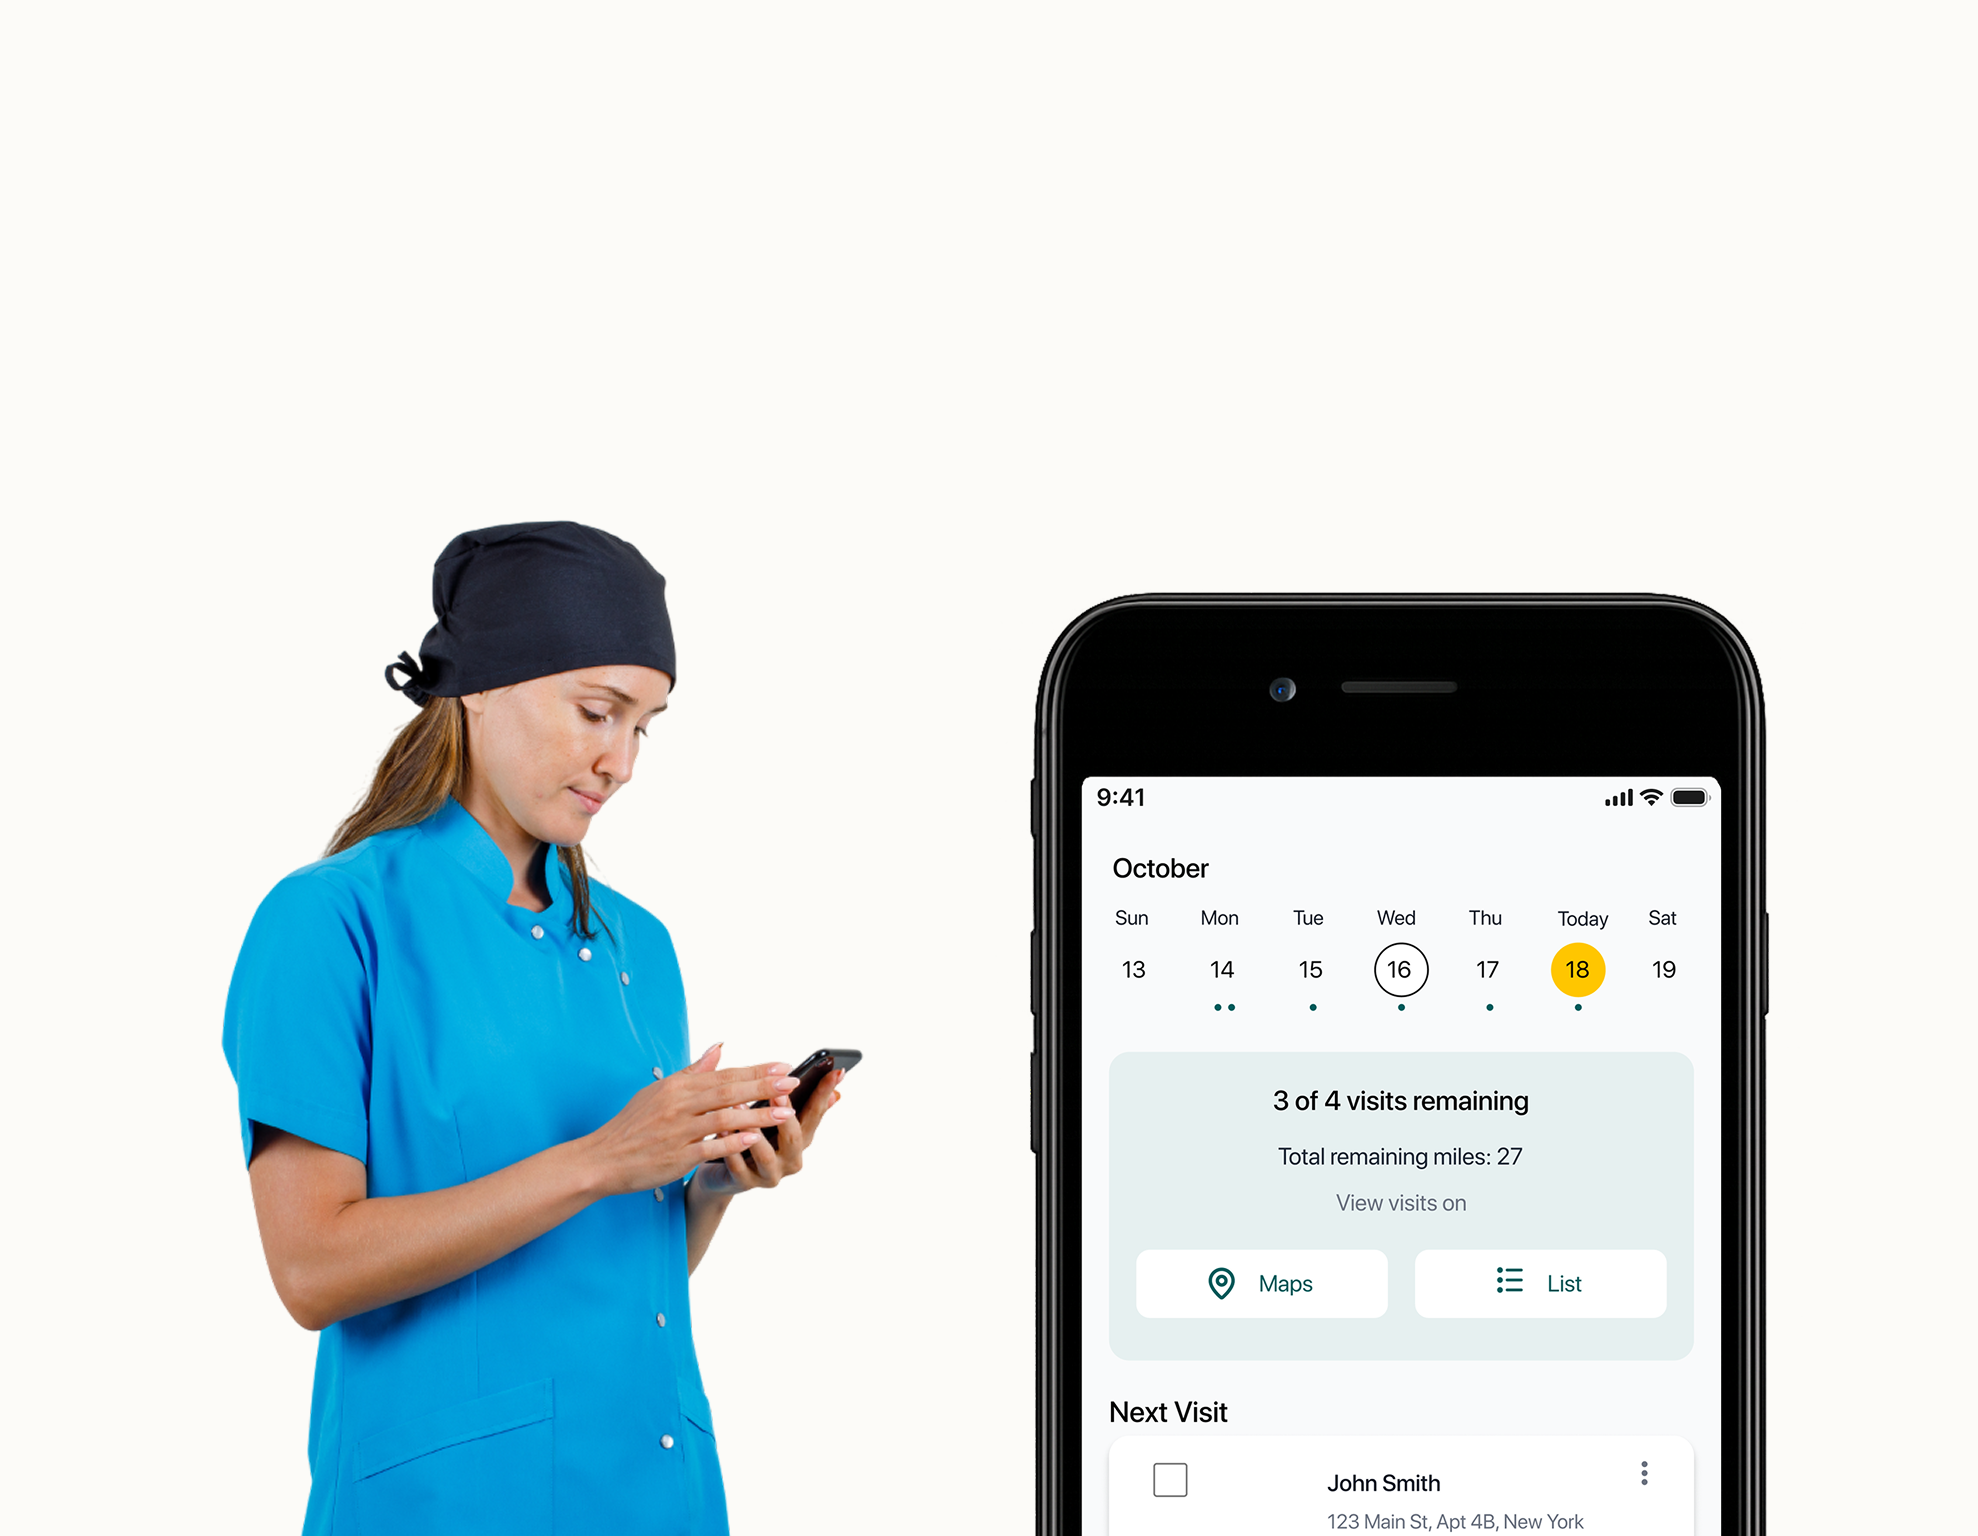 9:41
October
Sun Mon Tue Wed Thu Today Sat
13 14 15 16 17 18 19
3 of 4 visits remaining
Total remaining miles: 27
View visits on
Maps List
Next Visit
John Smith
123 Main St, Apt 4B, New York